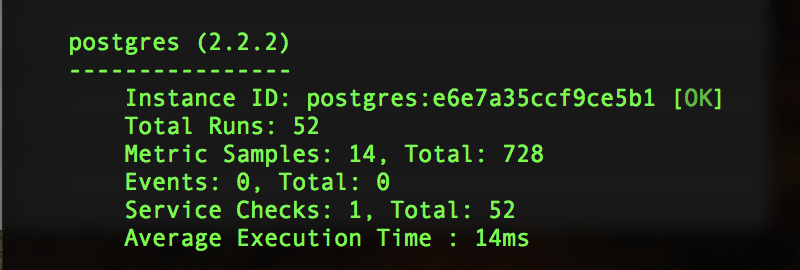 postgres (2.2.2)
----------------
Instance ID: postgres:e6e7a35ccf9ce5b1 [OK]
Total Runs: 52
Metric Samples: 14, Total: 728
Events: 0, Total: 0
Service Checks: 1, Total: 52
Average Execution Time : 14ms